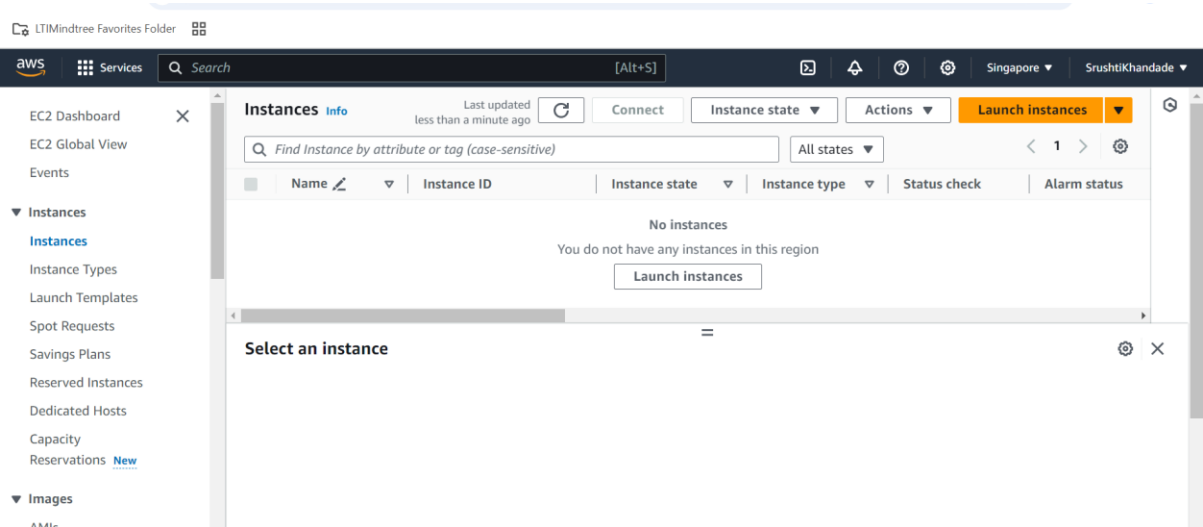 LTIMindtree Favorites Folder
aws Services Search [Alt+S] Singapore ▼ SrushtiKhandade ▼
EC2 Dashboard
EC2 Global View
Events
▼ Instances
Instances
Instance Types
Launch Templates
Spot Requests
Savings Plans
Reserved Instances
Dedicated Hosts
Capacity
Reservations New
▼ Images
AMIs
Instances Info
Last updated
less than a minute ago
Connect Instance state ▼ Actions ▼ Launch instances ▼
Find Instance by attribute or tag (case-sensitive) All states ▼ < 1 >
Name Instance ID Instance state Instance type Status check Alarm status
No instances
You do not have any instances in this region
Launch instances
Select an instance